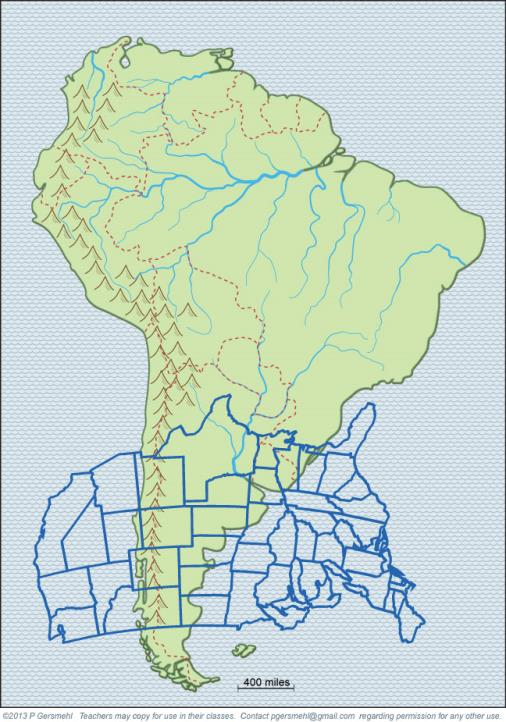 400 miles
©2013 P Gersmehl Teachers may copy for use in their classes. Contact pgersmehl@gmail.com regarding permission for any other use.